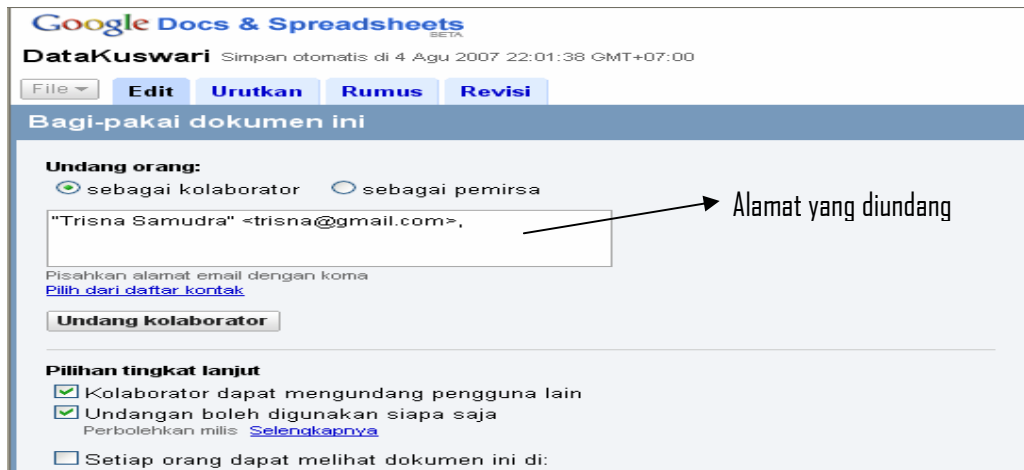 Google Docs & Spreadsheets
BETA
DataKuswari Simpan otomatis di 4 Agu 2007 22:01:38 GMT+07:00
File Edit Urutkan Rumus Revisi
Bagi-pakai dokumen ini
Undang orang:
sebagai kolaborator sebagai pemirsa
"Trisna Samudra" <trisna@gmail.com>,
Alamat yang diundang
Pisahkan alamat email dengan koma
Pilih dari daftar kontak
Undang kolaborator
Pilihan tingkat lanjut
Kolaborator dapat mengundang pengguna lain
Undangan boleh digunakan siapa saja
Perbolehkan milis Selengkapnya
Setiap orang dapat melihat dokumen ini di: